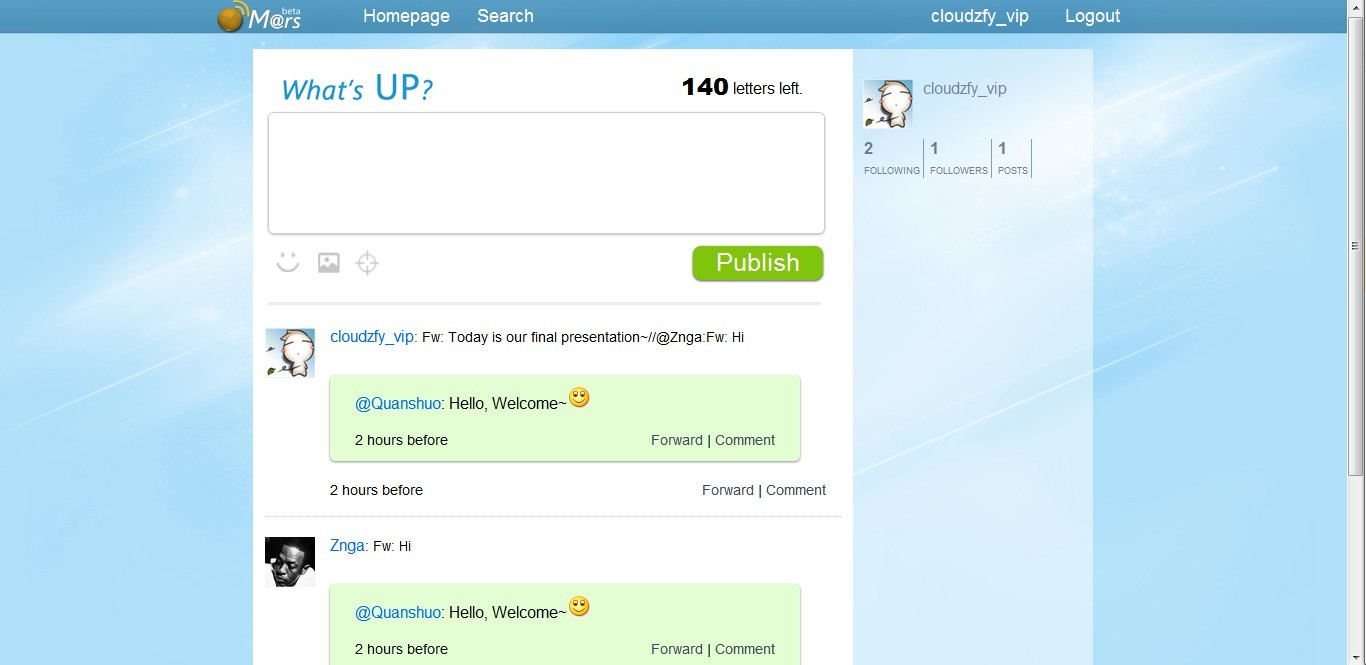 M@rs beta Homepage Search cloudzfy_vip Logout
What's UP? 140 letters left.
cloudzfy_vip
2 1 1
FOLLOWING FOLLOWERS POSTS
Publish
cloudzfy_vip: Fw: Today is our final presentation~//@Znga:Fw: Hi
@Quanshuo: Hello, Welcome~
2 hours before Forward | Comment
2 hours before Forward | Comment
Znga: Fw: Hi
@Quanshuo: Hello, Welcome~
2 hours before Forward | Comment